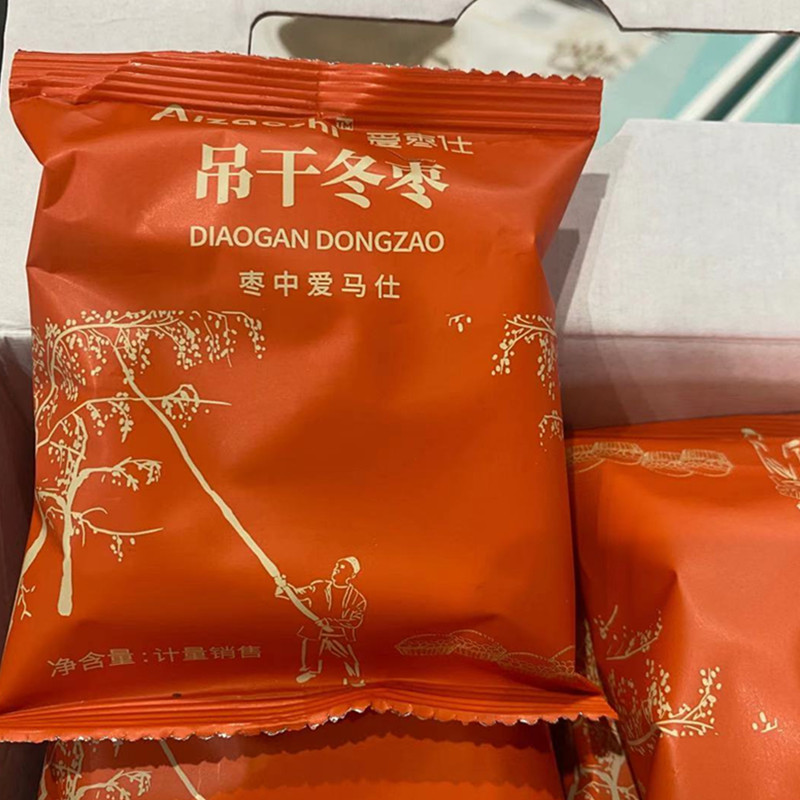 Aizaoshi™ 爱枣仕
吊干冬枣
DIAOGAN DONGZAO
枣中爱马仕
净含量:计量销售